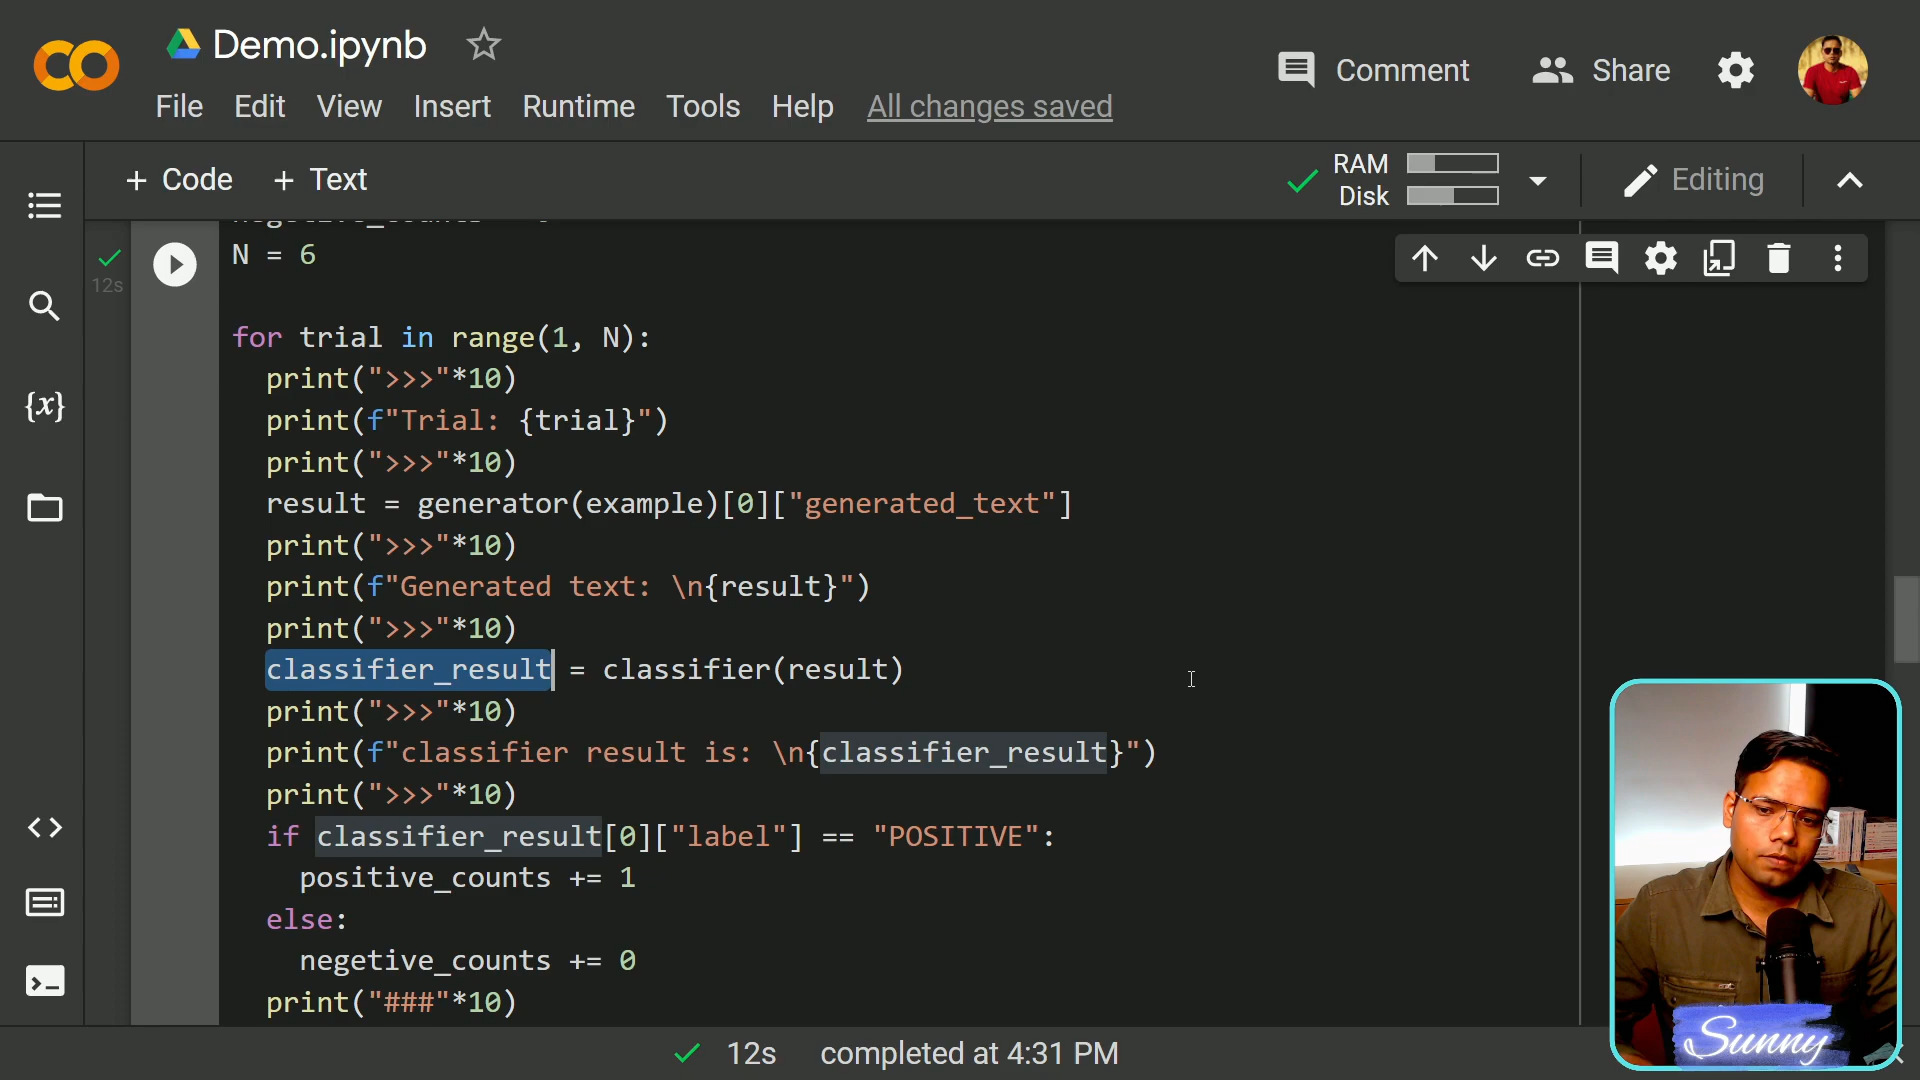 Demo.ipynb
Comment
Share
File Edit View Insert Runtime Tools Help All changes saved
+ Code + Text
RAM
Disk
Editing
12s
N = 6
for trial in range(1, N):
print(">>>"*10)
print(f"Trial: {trial}")
print(">>>"*10)
result = generator(example)[0]["generated_text"]
print(">>>"*10)
print(f"Generated text: \n{result}")
print(">>>"*10)
classifier_result = classifier(result)
print(">>>"*10)
print(f"classifier result is: \n{classifier_result}")
print(">>>"*10)
if classifier_result[0]["label"] == "POSITIVE":
positive_counts += 1
else:
negetive_counts += 0
print("###"*10)
Sunny
12s completed at 4:31 PM